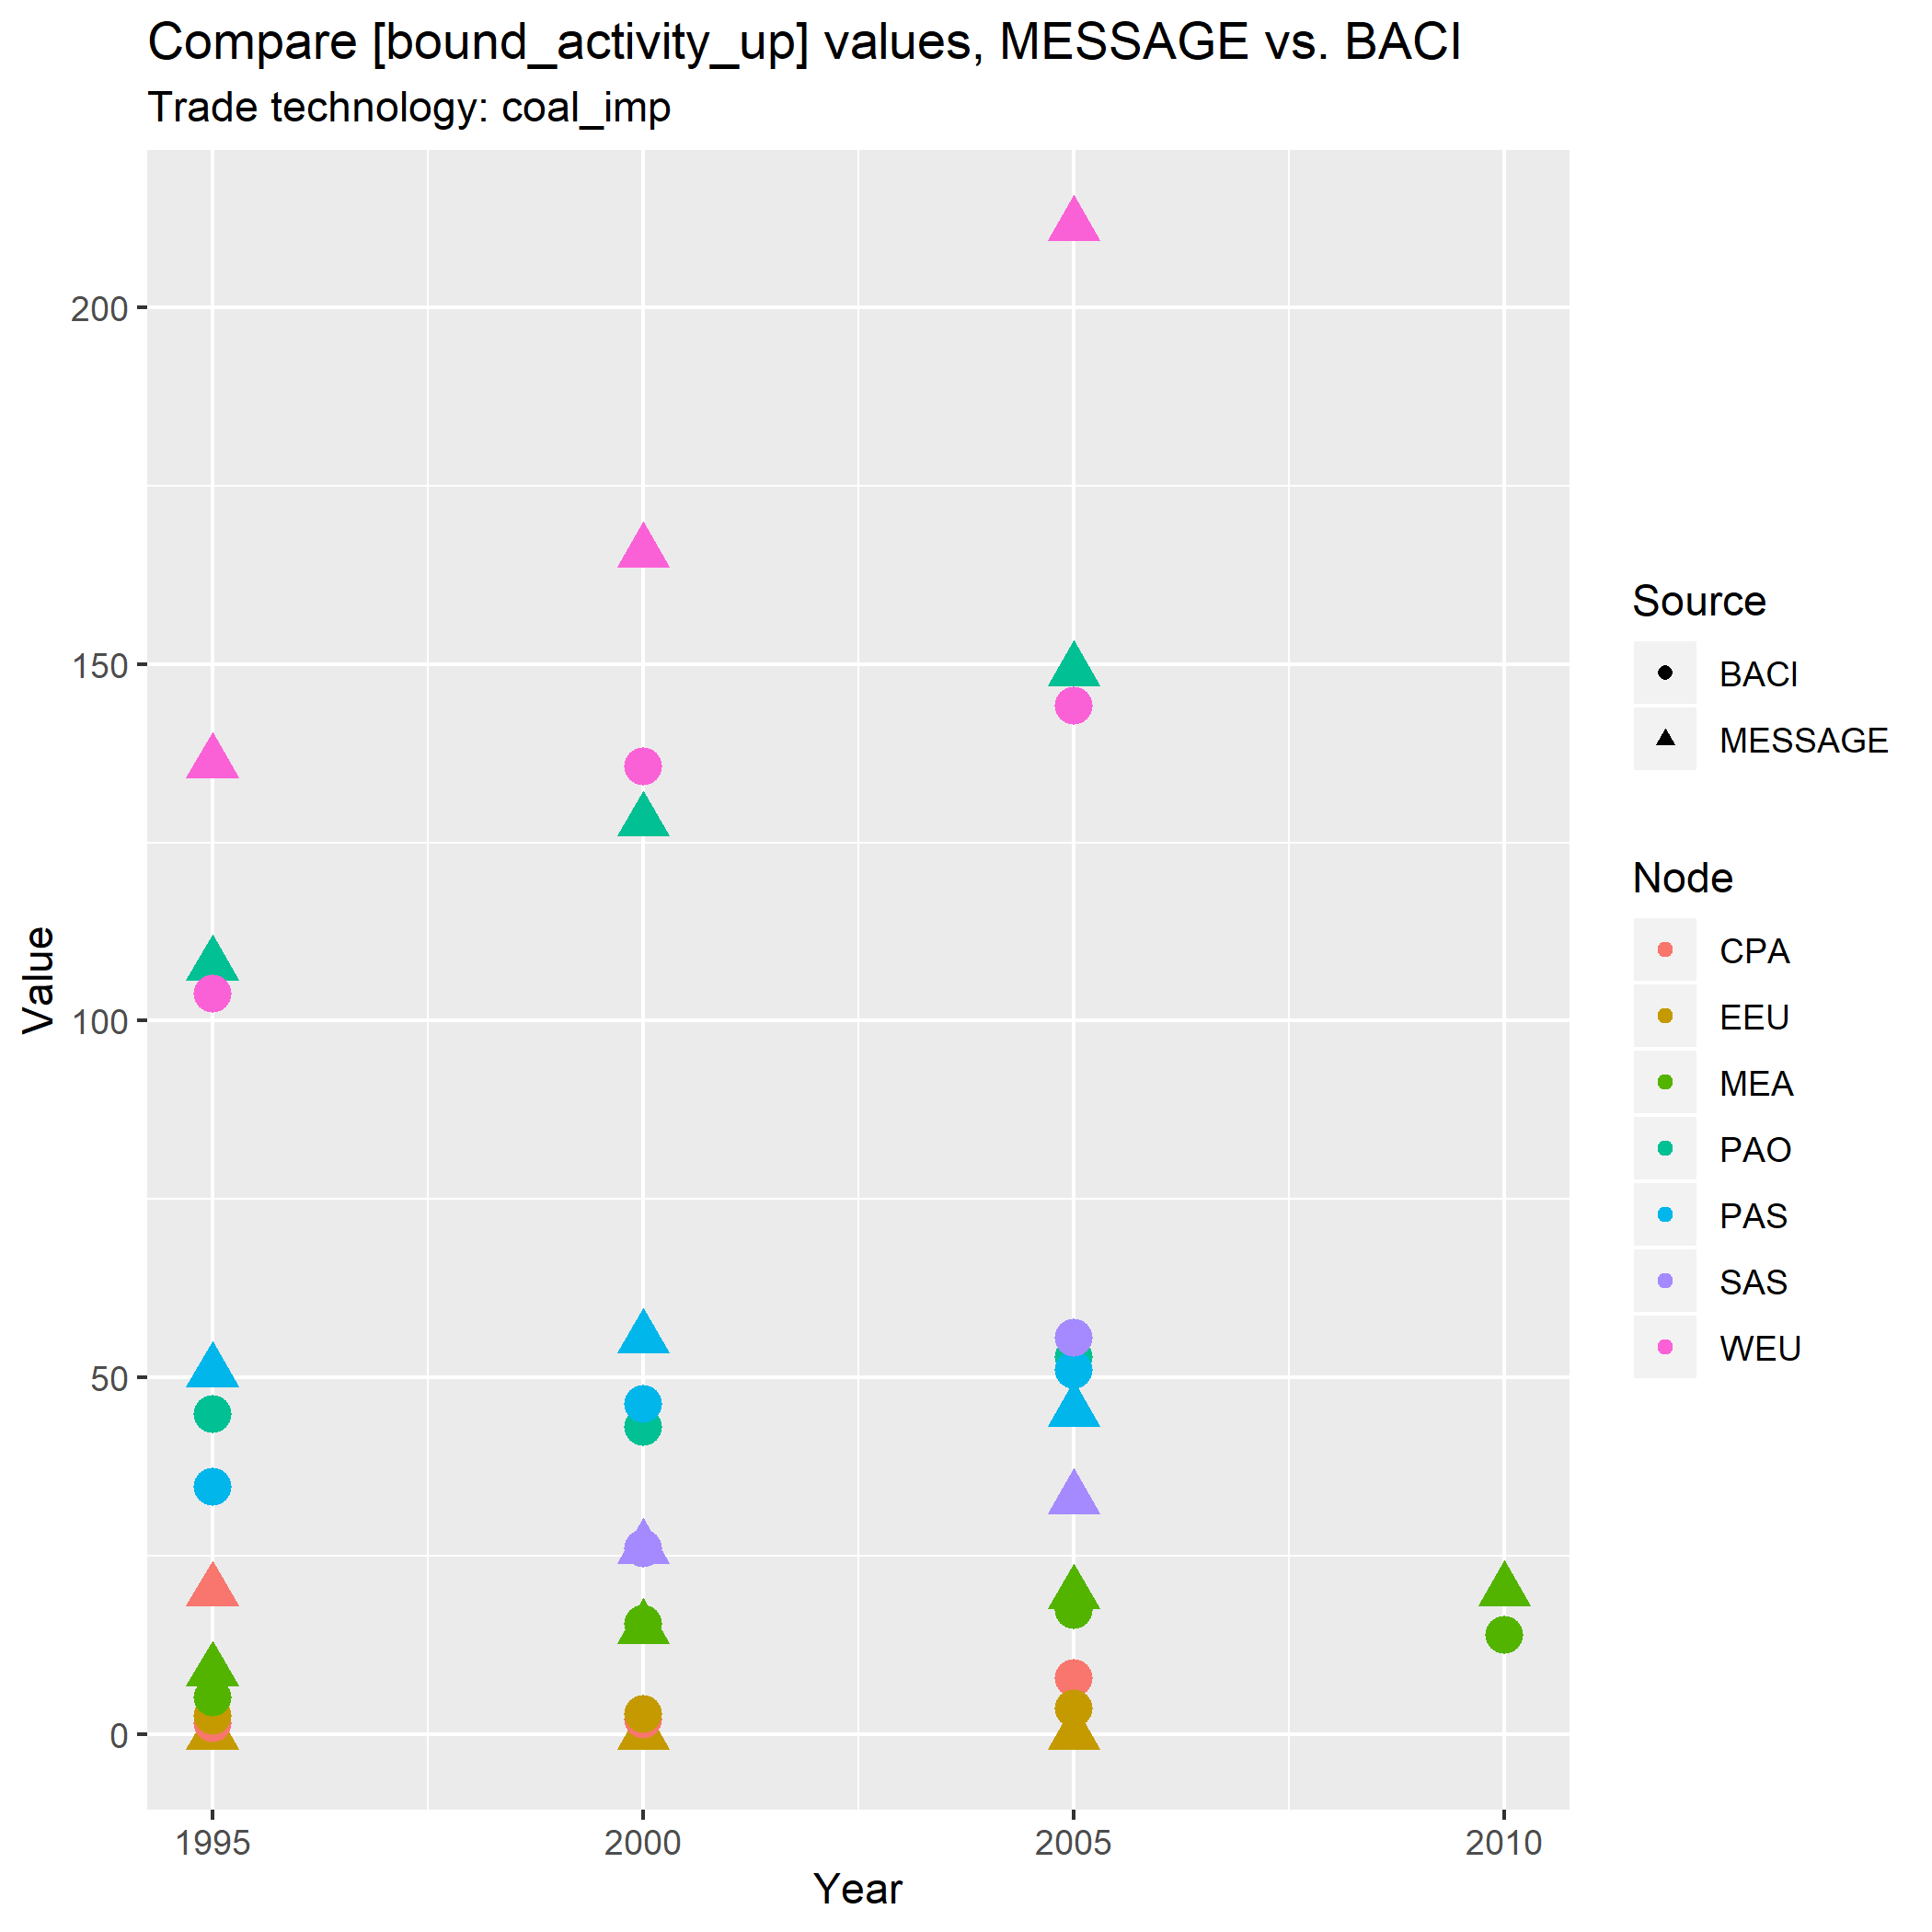 Compare [bound_activity_up] values, MESSAGE vs. BACI
Trade technology: coal_imp
Value
200
150
100
50
0
1995
2000
2005
2010
Year
Source
BACI
MESSAGE
Node
CPA
EEU
MEA
PAO
PAS
SAS
WEU